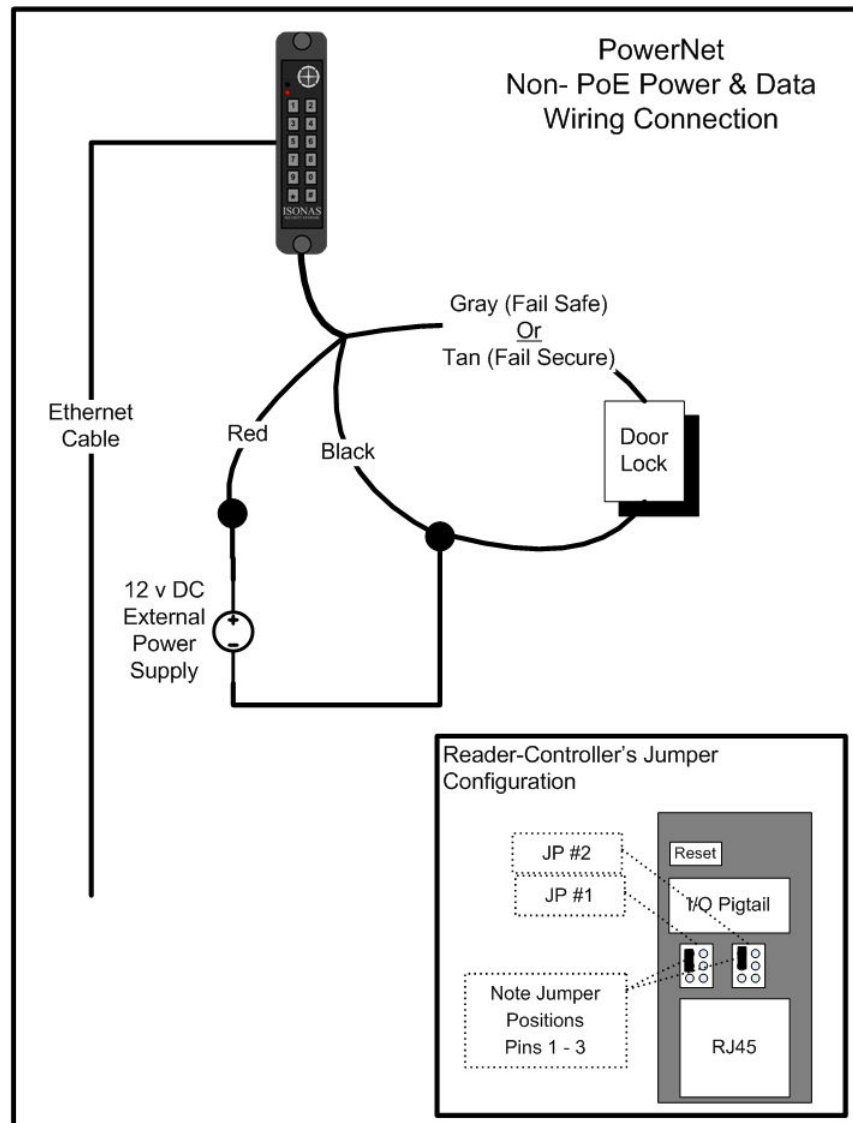 PowerNet
Non- PoE Power & Data
Wiring Connection
1 2
3 4
5 6
7 8
9 0
* #
ISONAS
Gray (Fail Safe)
Or
Tan (Fail Secure)
Ethernet
Cable
Red
Black
Door
Lock
12 v DC
External
Power
Supply
+
-
Reader-Controller's Jumper
Configuration
JP #2
JP #1
Reset
I/O Pigtail
Note Jumper
Positions
Pins 1 - 3
RJ45